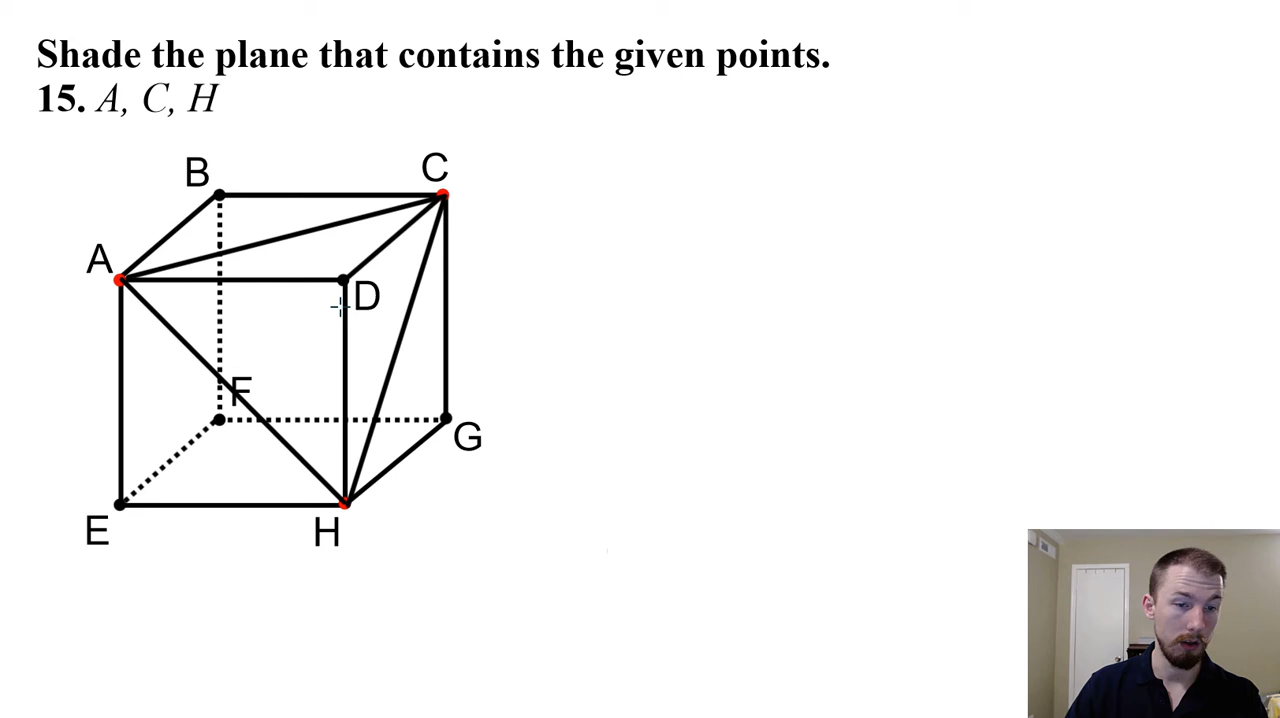 Shade the plane that contains the given points.
15. A, C, H
B
C
A
D
F
G
E
H